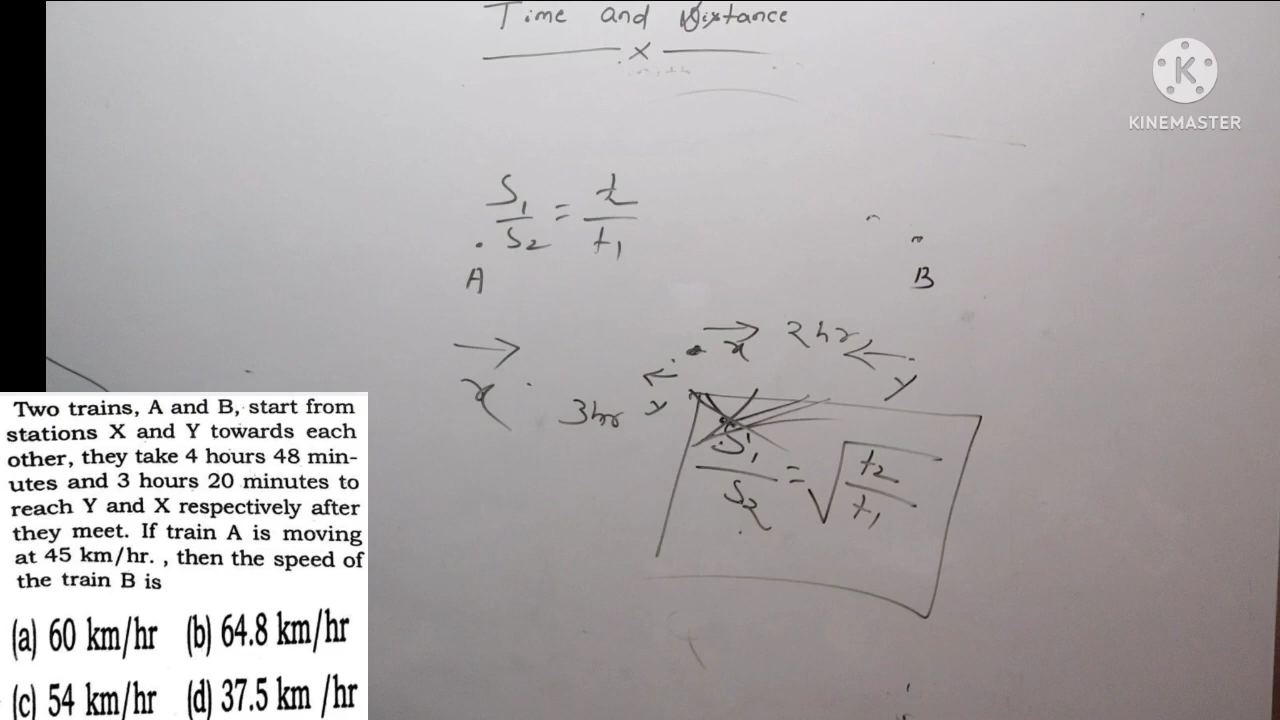 Time and Distance
x
KINEMASTER
S₁/S₂ = t/t₁
A
B
x 2hr
x 3hr y y
S₁/S₂ = √(t₂/t₁)
Two trains, A and B, start from
stations X and Y towards each
other, they take 4 hours 48 min-
utes and 3 hours 20 minutes to
reach Y and X respectively after
they meet. If train A is moving
at 45 km/hr. , then the speed of
the train B is
(a) 60 km/hr (b) 64.8 km/hr
(c) 54 km/hr (d) 37.5 km /hr